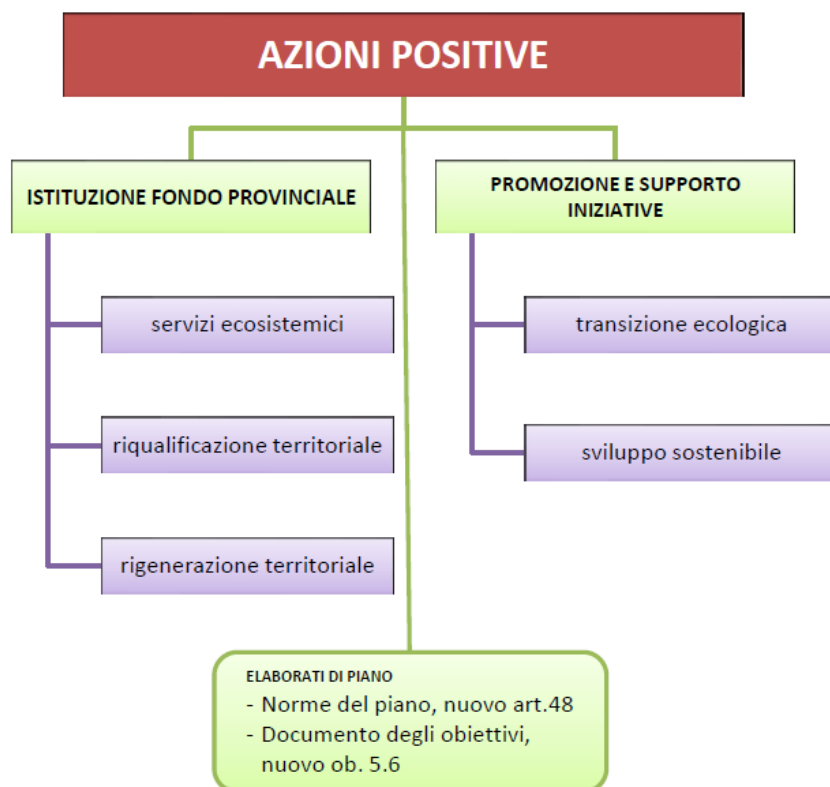 AZIONI POSITIVE
ISTITUZIONE FONDO PROVINCIALE
servizi ecosistemici
riqualificazione territoriale
rigenerazione territoriale
PROMOZIONE E SUPPORTO
INIZIATIVE
transizione ecologica
sviluppo sostenibile
ELABORATI DI PIANO
- Norme del piano, nuovo art.48
- Documento degli obiettivi,
nuovo ob. 5.6